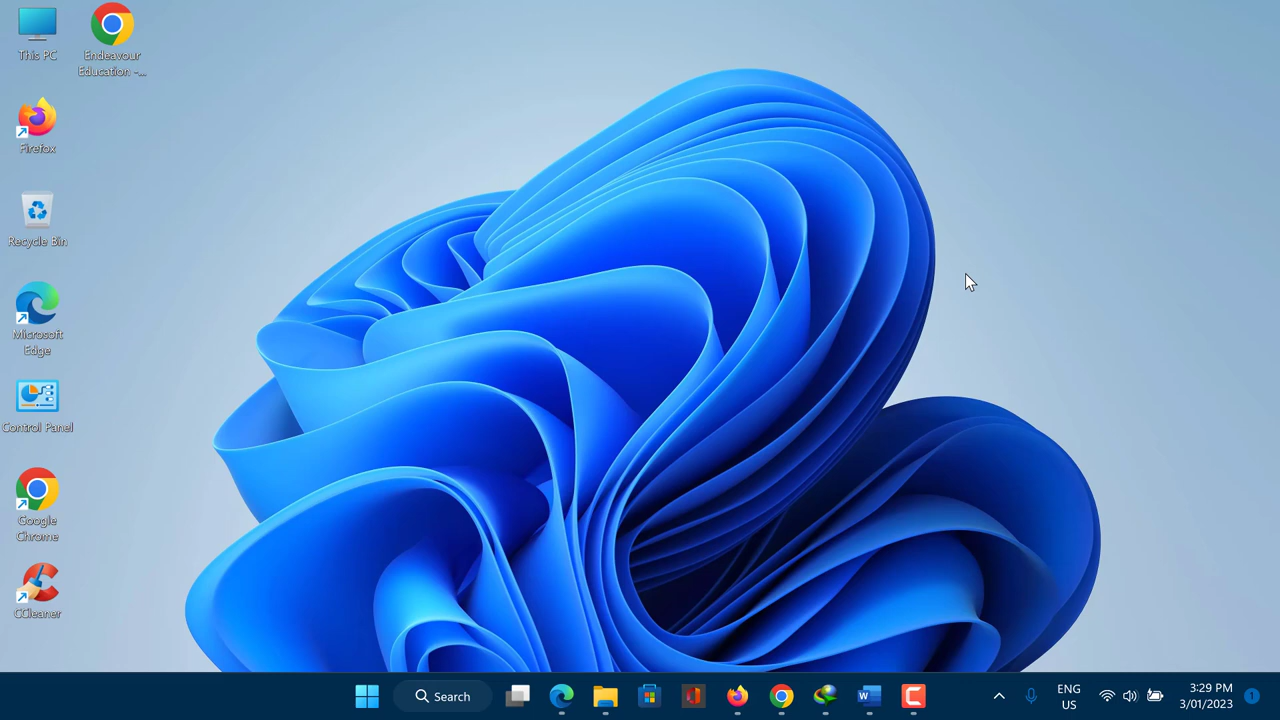 This PC
Endeavour
Education -...
Firefox
Recycle Bin
Microsoft
Edge
Control Panel
Google
Chrome
CCleaner
Search
W
C
ENG
US
3:29 PM
3/01/2023
1